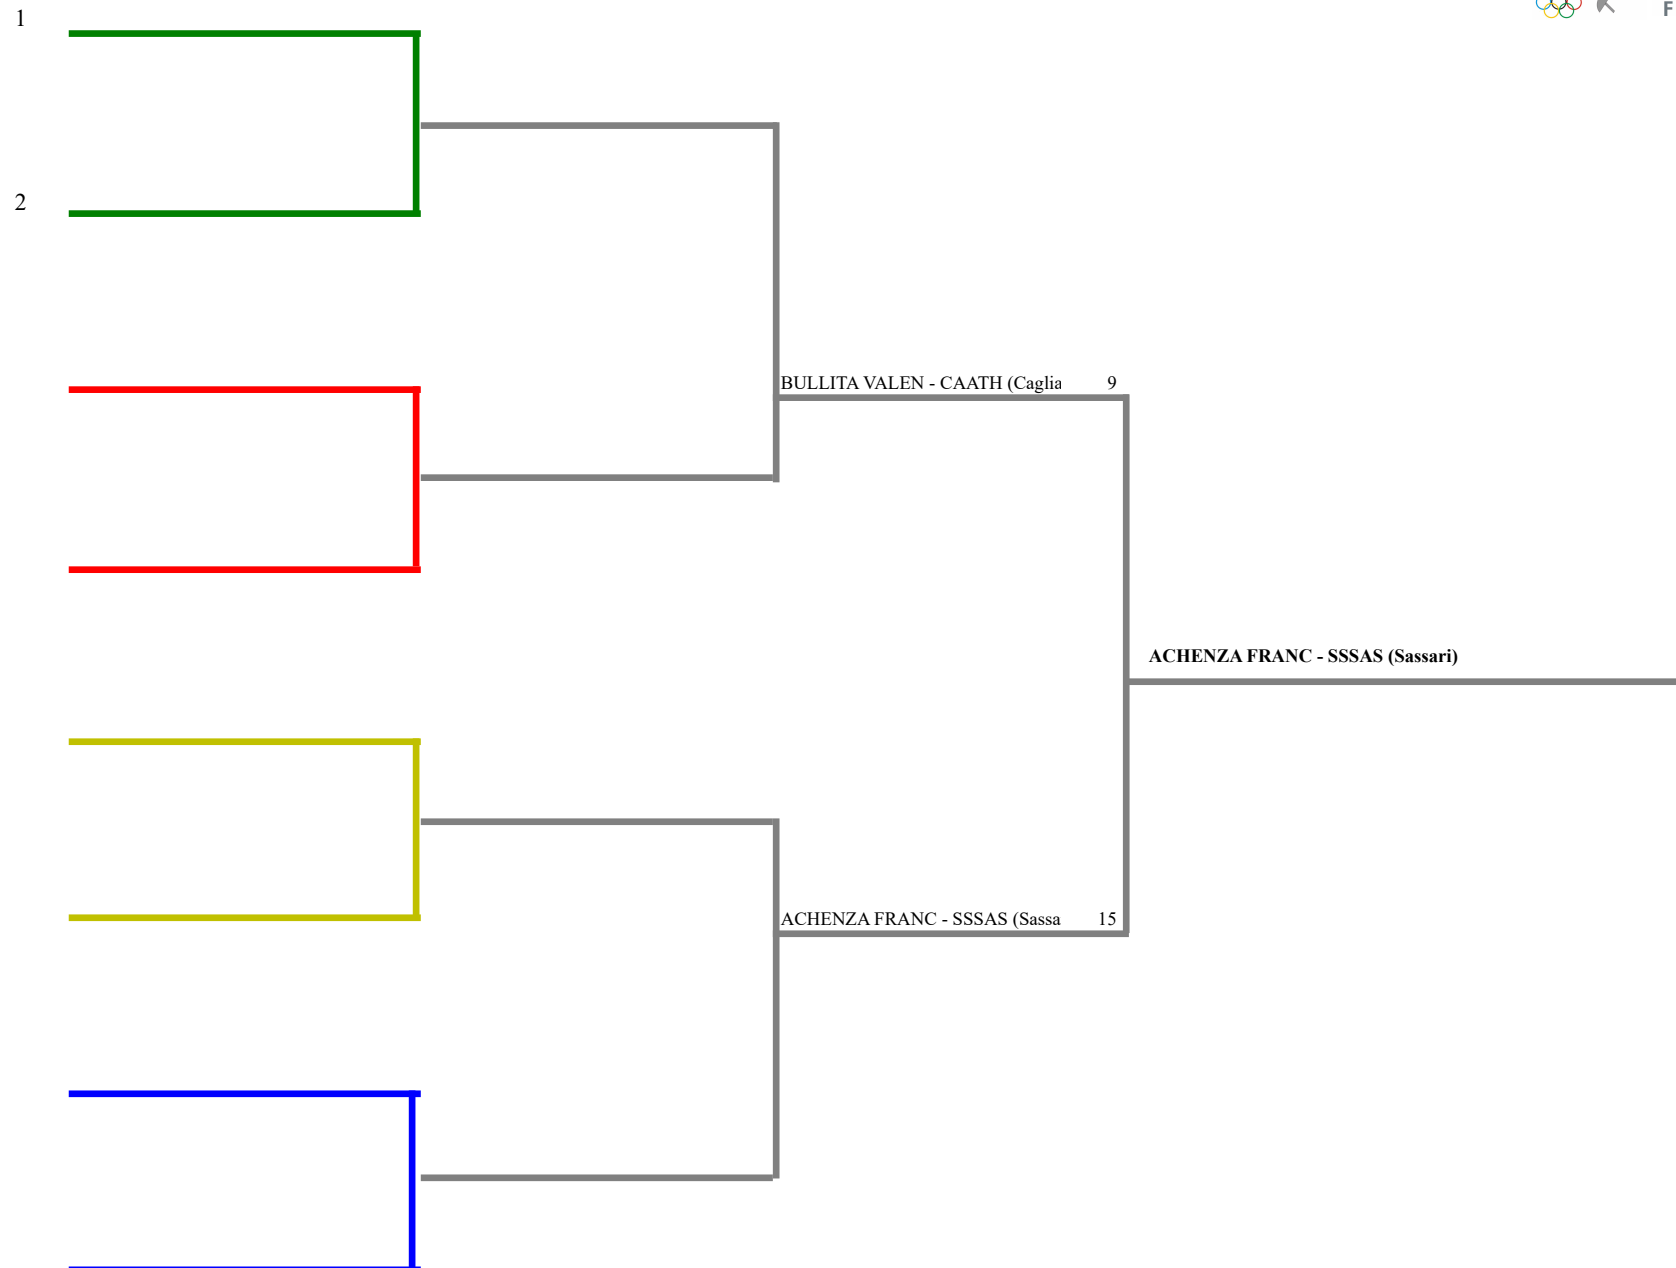 1
F
2
BULLITA VALEN - CAATH (Caglia 9
ACHENZA FRANC - SSSAS (Sassari)
ACHENZA FRANC - SSSAS (Sassa 15